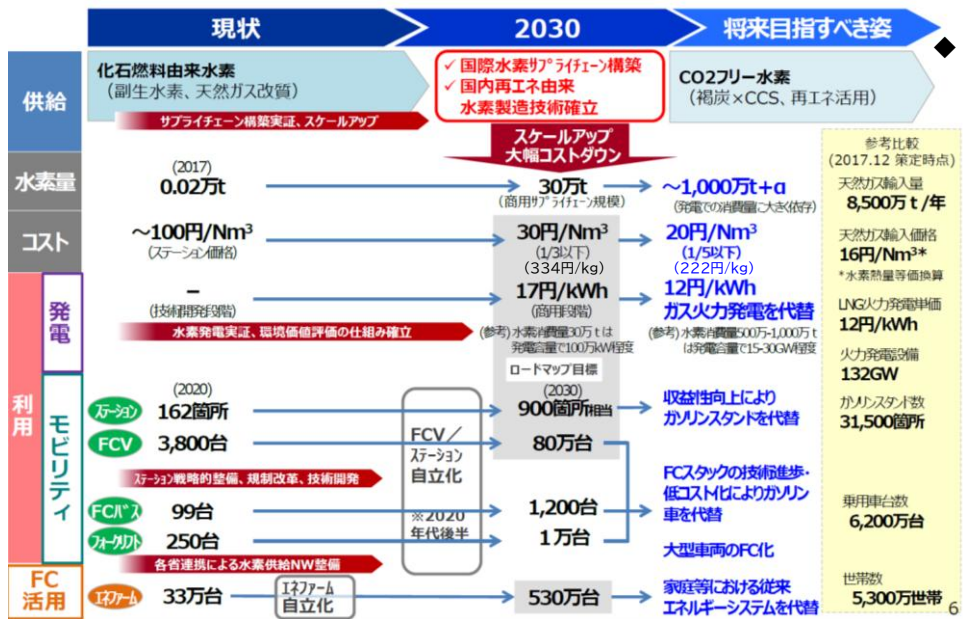 現状
2030
将来目指すべき姿
◆
供給
化石燃料由来水素
（副生水素、天然ガス改質）
✓ 国際水素ｻﾌﾟﾗｲﾁｪｰﾝ構築
✓ 国内再エネ由来
水素製造技術確立
CO2フリー水素
（褐炭×CCS、再エネ活用）
サプライチェーン構築実証、スケールアップ
スケールアップ
大幅コストダウン
参考比較
(2017.12 策定時点)
水素量
(2017)
0.02万t
30万t
(商用ｻﾌﾟﾗｲﾁｪｰﾝ規模)
～1,000万t+α
(発電での消費量に大きく依存)
天然ガス輸入量
8,500万ｔ/年
コスト
～100円/Nm³
(ステーション価格)
30円/Nm³
(1/3以下)
(334円/kg)
20円/Nm³
(1/5以下)
(222円/kg)
天然ガス輸入価格
16円/Nm³*
*水素熱量等価換算
利用
発電
－
(技術開発段階)
17円/kWh
(商用段階)
12円/kWh
ガス火力発電を代替
LNG火力発電単価
12円/kWh
水素発電実証、環境価値評価の仕組み確立
(参考) 水素消費量30万ｔは
発電容量で100万kW程度
(参考) 水素消費量500万-1,000万ｔ
は発電容量で15-30GW程度
火力発電設備
132GW
ロードマップ目標
モビリティ
ｽﾃｰｼｮﾝ
(2020)
162箇所
(2030)
900箇所相当
収益性向上により
ガソリンスタンドを代替
ガソリンスタンド数
31,500箇所
FCV
3,800台
FCV／
ｽﾃｰｼｮﾝ
自立化
※2020
年代後半
80万台
ｽﾃｰｼｮﾝ戦略的整備、規制改革、技術開発
FCスタックの技術進歩・
低コスト化によりガソリン
車を代替
FCﾊﾞｽ
99台
1,200台
乗用車台数
6,200万台
ﾌｫｰｸﾘﾌﾄ
250台
1万台
大型車両のFC化
各省連携による水素供給NW整備
FC
活用
ｴﾈﾌｧｰﾑ
33万台
ｴﾈﾌｧｰﾑ
自立化
530万台
家庭等における従来
エネルギーシステムを代替
世帯数
5,300万世帯
6